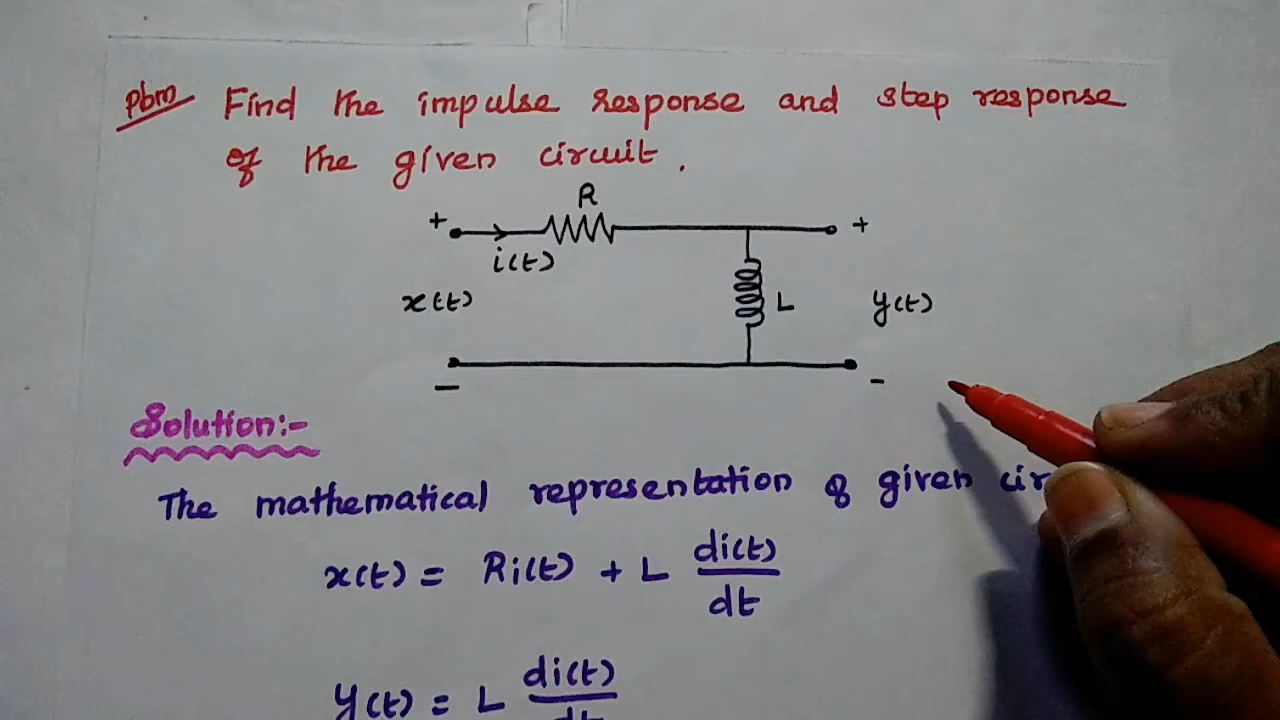 Pbm Find the impulse response and step response
of the given circuit.
R
+ +
i(t)
x(t) L y(t)
- -
Solution:-
The mathematical representation of given
x(t) = Ri(t) + L di(t)/dt
y(t) = L di(t)/dt